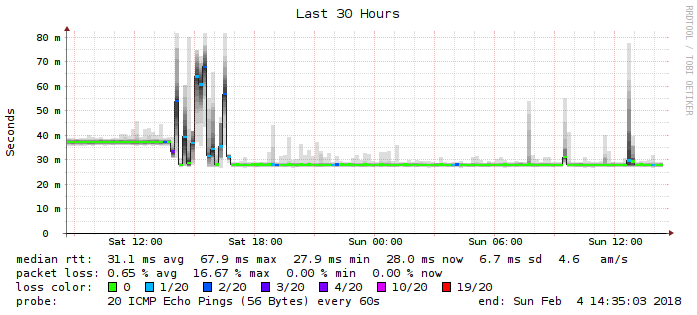 Last 30 Hours
RRDTOOL / TOBI OETIKER
Seconds
80 m
70 m
60 m
50 m
40 m
30 m
20 m
10 m
0
Sat 12:00 Sat 18:00 Sun 00:00 Sun 06:00 Sun 12:00
median rtt: 31.1 ms avg 67.9 ms max 27.9 ms min 28.0 ms now 6.7 ms sd 4.6 am/s
packet loss: 0.65 % avg 16.67 % max 0.00 % min 0.00 % now
loss color: 0 1/20 2/20 3/20 4/20 10/20 19/20
probe: 20 ICMP Echo Pings (56 Bytes) every 60s end: Sun Feb 4 14:35:03 2018